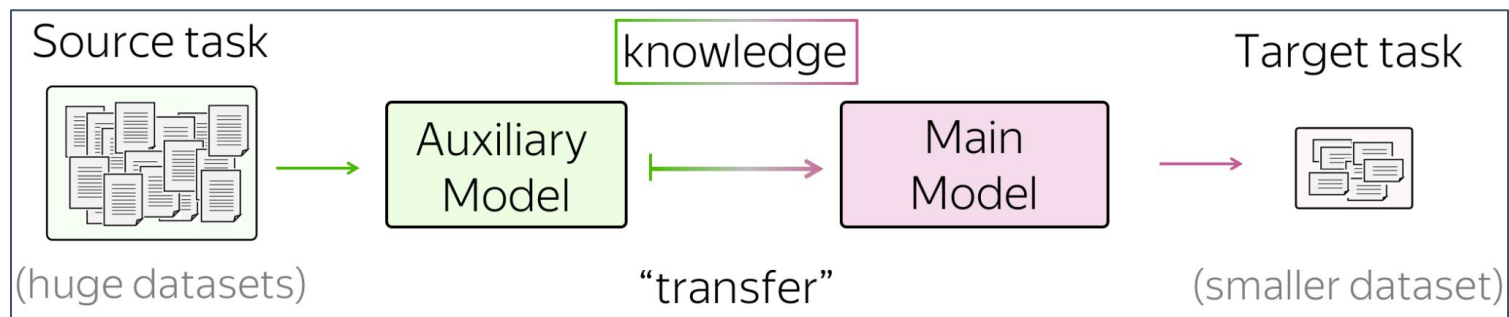 Source task
knowledge
Target task
Auxiliary
Model
Main
Model
(huge datasets)
“transfer”
(smaller dataset)